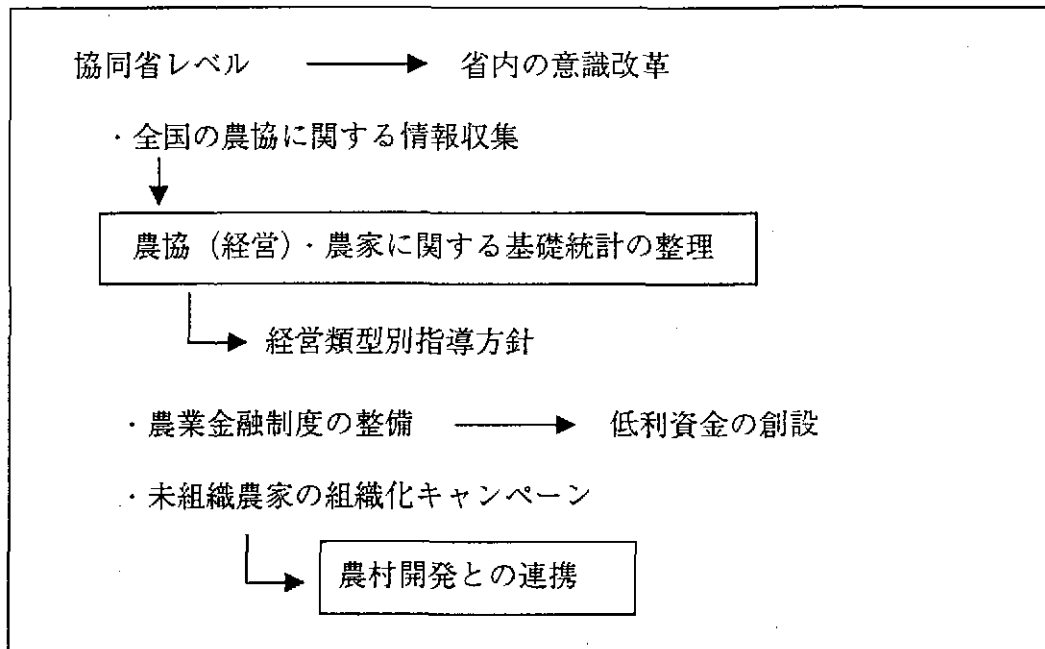 協同省レベル → 省内の意識改革
・全国の農協に関する情報収集
農協（経営）・農家に関する基礎統計の整理
経営類型別指導方針
・農業金融制度の整備 → 低利資金の創設
・未組織農家の組織化キャンペーン
農村開発との連携